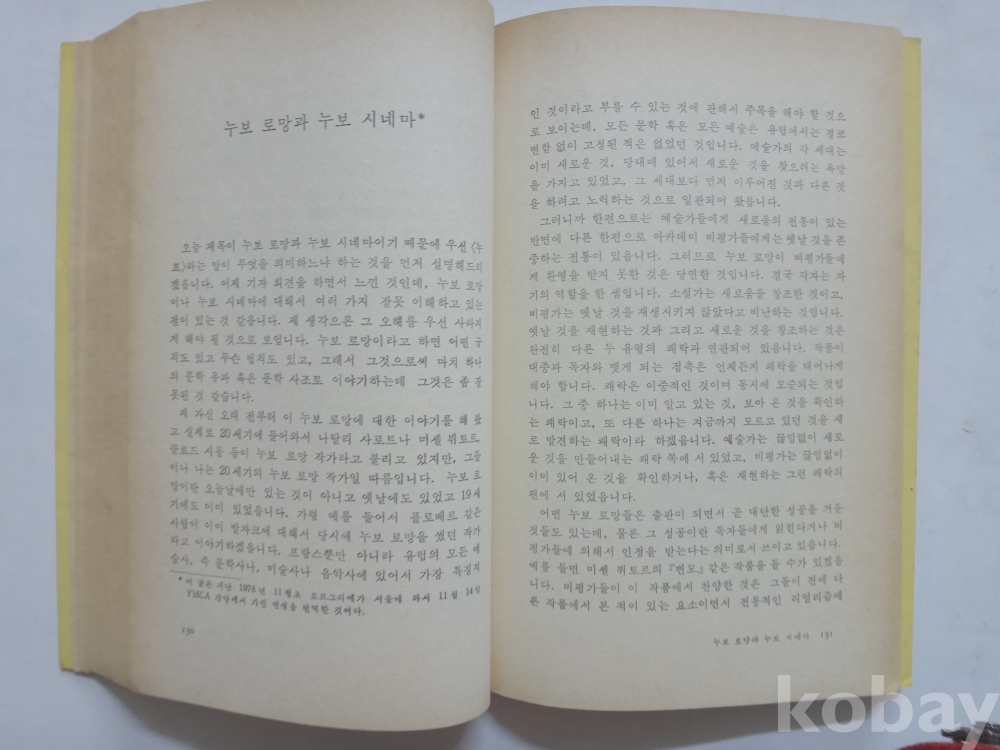 누보 로망과 누보 시네마*
오늘 제목이 누보 로망과 누보 시네마이기 때문에 우선 〈누
보〉라는 말이 무엇을 의미하느냐 하는 것을 먼저 설명해드리
겠읍니다. 어제 기자 회견을 하면서 느낀 것인데, 누보 로망
이나 누보 시네마에 대해서 여러 가지 잘못 이해하고 있는
점이 있는 것 같읍니다. 제 생각으론 그 오해를 우선 사라지
게 해야 될 것으로 보입니다. 누보 로망이라고 하면 어떤 규
칙도 있고 무슨 법칙도 있고, 그래서 그것으로써 마치 하나
의 문학 유파 혹은 문학 사조로 이야기하는데 그것은 좀 잘
못된 것 같습니다.
제 자신 오래 전부터 이 누보 로망에 대한 이야기를 해 왔
고 실제로 20세기에 들어와서 나탈리 사로트나 미셸 뷔토르,
클로드 시몽 등이 누보 로망 작가라고 불리고 있지만, 그들
이나 나는 20세기의 누보 로망 작가일 따름입니다. 누보 로
망이란 오늘날에만 있는 것이 아니고 옛날에도 있었고 19세
기에도 이미 있었읍니다. 가령 예를 들어서 플로베르 같은
사람이 이미 발자크에 대해서 당시에 누보 로망을 썼던 작가
라고 이야기하겠읍니다. 프랑스뿐만 아니라 유럽의 모든 예
술사, 즉 문학사나, 미술사나 음악사에 있어서 가장 특징적
* 이 글은 지난 1978년 11월초 로브그리예가 서울에 와서 11월 14일
YMCA 강당에서 가진 연설을 번역한 것이다.
130
인 것이라고 부를 수 있는 것에 관해서 주목을 해야 할 것으
로 보이는데, 모든 문학 혹은 모든 예술은 유럽에서는 결코
변함 없이 고정된 적은 없었던 것입니다. 예술가의 각 세대는
이미 새로운 것, 당대에 있어서 새로운 것을 찾으려는 욕망
을 가지고 있었고, 그 세대보다 먼저 이루어진 것과 다른 것
을 하려고 노력하는 것으로 일관되어 왔읍니다.
그러니까 한편으로는 예술가들에게 새로움의 전통이 있는
반면에 다른 한편으로 아카데미 비평가들에게는 옛날 것을 존
중하는 전통이 있읍니다. 그러므로 누보 로망이 비평가들에
게 환영을 받지 못한 것은 당연한 것입니다. 결국 각자는 자
기의 역할을 한 셈입니다. 소설가는 새로움을 창조한 것이고,
비평가는 옛날 것을 재생시키지 않았다고 비난하는 것입니다.
옛날 것을 재현하는 것과 그리고 새로운 것을 창조하는 것은
완전히 다른 두 유형의 쾌락과 연관되어 있읍니다. 작품이
대중과 독자와 맺게 되는 접촉은 언제든지 쾌락을 태어나게
해야 합니다. 쾌락은 이중적인 것이며 동시에 모순되는 것입
니다. 그 중 하나는 이미 알고 있는 것, 보아 온 것을 확인하
는 쾌락이고, 또 다른 하나는 지금까지 모르고 있던 것을 새
로 발견하는 쾌락이라 하겠읍니다. 예술가는 끊임없이 새로
운 것을 만들어내는 쾌락 쪽에 서 있었고, 비평가는 끊임없이
이미 있어 온 것을 확인하거나, 혹은 재현하는 그런 쾌락의
편에 서 있었읍니다.
어떤 누보 로망들은 출판이 되면서 곧 대단한 성공을 거둔
것들도 있는데, 물론 그 성공이란 독자들에게 읽힌다거나 비
평가들에 의해서 인정을 받는다는 의미로서 쓰이고 있읍니다.
예를 들면 미셸 뷔토르의 『변모』같은 작품을 들 수가 있겠읍
니다. 비평가들이 이 작품에서 찬양한 것은 그들이 전에 다
른 작품에서 본 적이 있는 요소이면서 전통적인 리얼리즘에
누보 로망과 누보 시네마 131
kobay